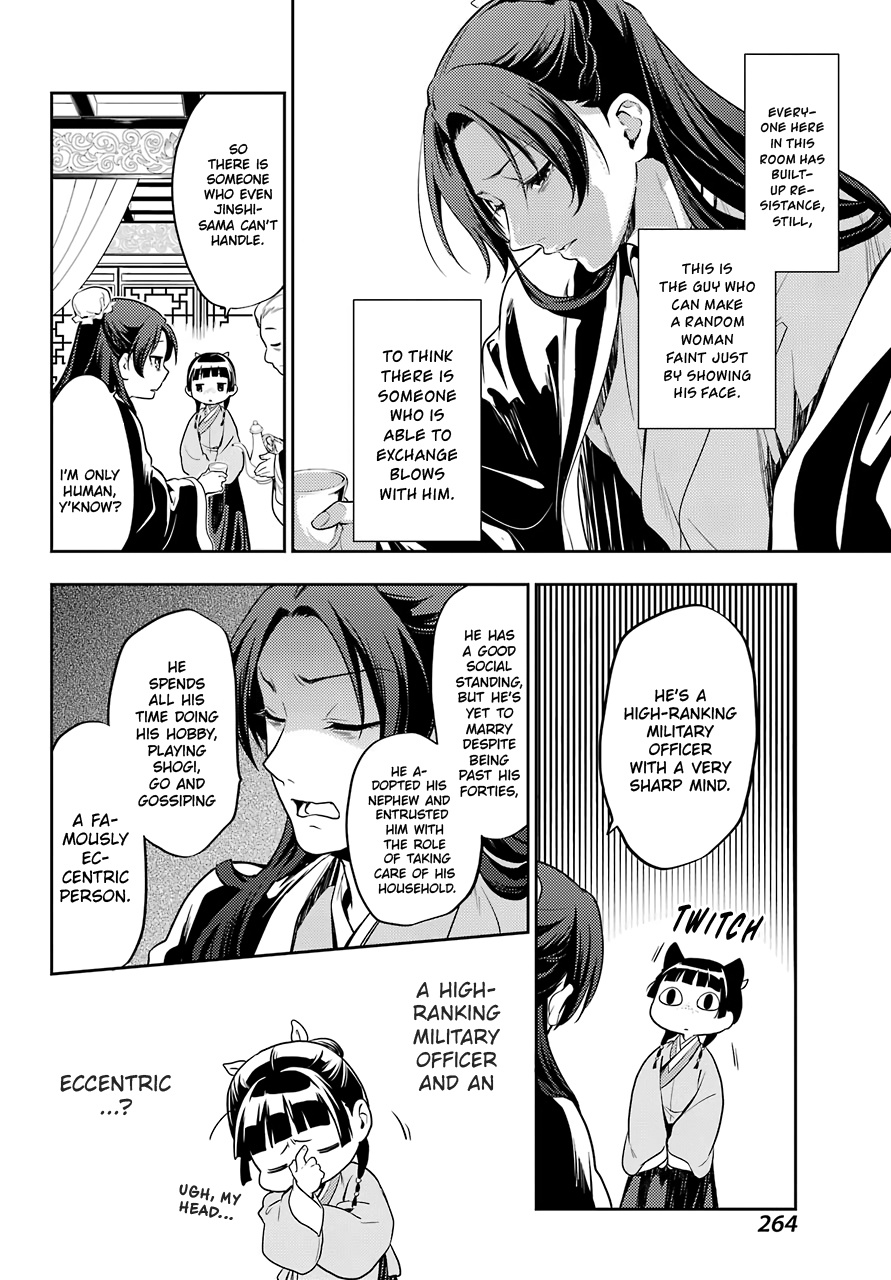 EVERY-
ONE HERE
IN THIS
ROOM HAS
BUILT-
UP RE-
SISTANCE,
STILL,
THIS IS
THE GUY WHO
CAN MAKE
A RANDOM
WOMAN
FAINT JUST
BY SHOWING
HIS FACE.
TO THINK
THERE IS
SOMEONE
WHO IS
ABLE TO
EXCHANGE
BLOWS
WITH HIM.
SO
THERE IS
SOMEONE
WHO EVEN
JINSHI-
SAMA CAN'T
HANDLE.
I'M ONLY
HUMAN,
Y'KNOW?
HE'S A
HIGH-RANKING
MILITARY
OFFICER
WITH A VERY
SHARP MIND.
TWITCH
HE HAS
A GOOD
SOCIAL
STANDING,
BUT HE'S
YET TO
MARRY
DESPITE
BEING
PAST HIS
FORTIES,
HE A-
DOPTED HIS
NEPHEW AND
ENTRUSTED
HIM WITH
THE ROLE
OF TAKING
CARE OF HIS
HOUSEHOLD.
HE
SPENDS
ALL HIS
TIME DOING
HIS HOBBY,
PLAYING
SHOGI,
GO AND
GOSSIPING
A FA-
MOUSLY
EC-
CENTRIC
PERSON.
A HIGH-
RANKING
MILITARY
OFFICER
AND AN
ECCENTRIC
...?
UGH, MY
HEAD...
264